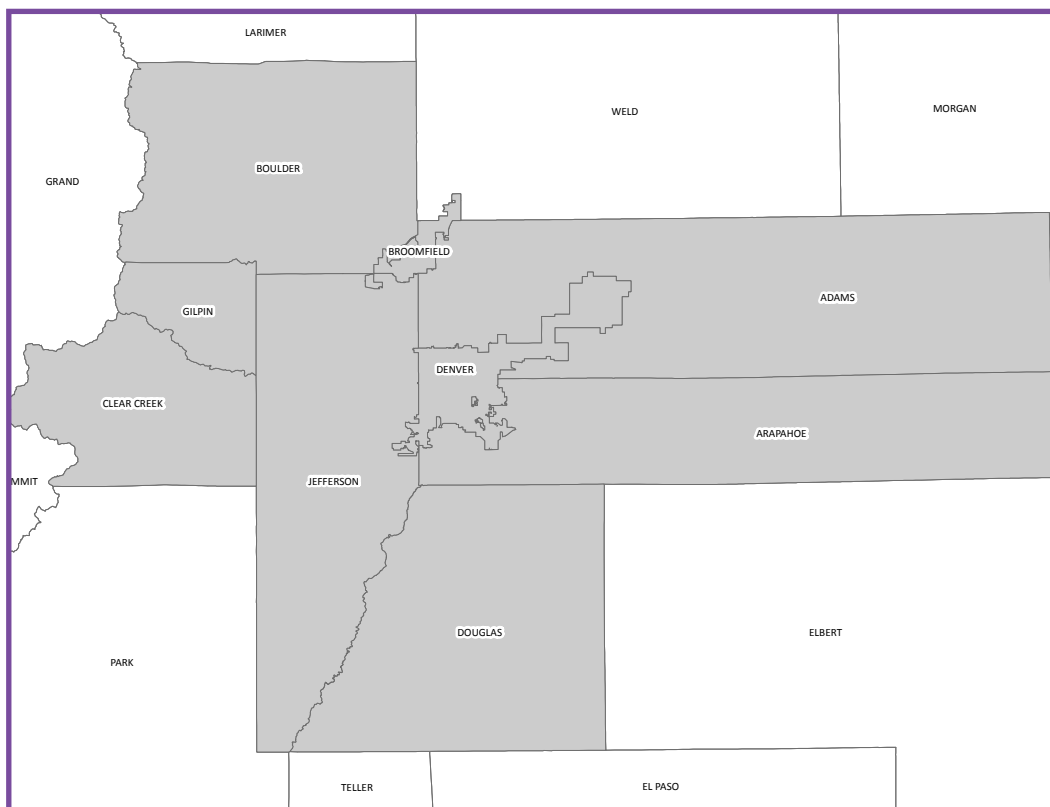 LARIMER
WELD
MORGAN
GRAND
BOULDER
BROOMFIELD
ADAMS
GILPIN
DENVER
CLEAR CREEK
ARAPAHOE
MMIT
JEFFERSON
DOUGLAS
ELBERT
PARK
TELLER
EL PASO